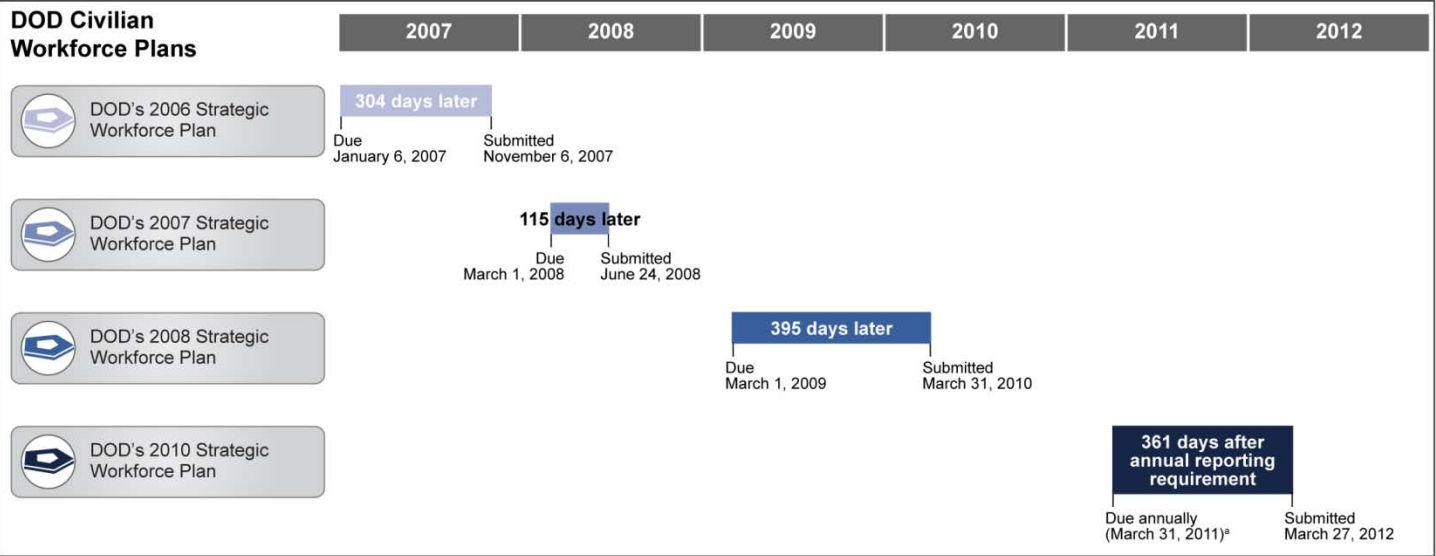 DOD Civilian
Workforce Plans
2007 2008 2009 2010 2011 2012
DOD's 2006 Strategic
Workforce Plan
304 days later
Due
January 6, 2007
Submitted
November 6, 2007
DOD's 2007 Strategic
Workforce Plan
115 days later
Due
March 1, 2008
Submitted
June 24, 2008
DOD's 2008 Strategic
Workforce Plan
395 days later
Due
March 1, 2009
Submitted
March 31, 2010
DOD's 2010 Strategic
Workforce Plan
361 days after
annual reporting
requirement
Due annually
(March 31, 2011)ᵃ
Submitted
March 27, 2012